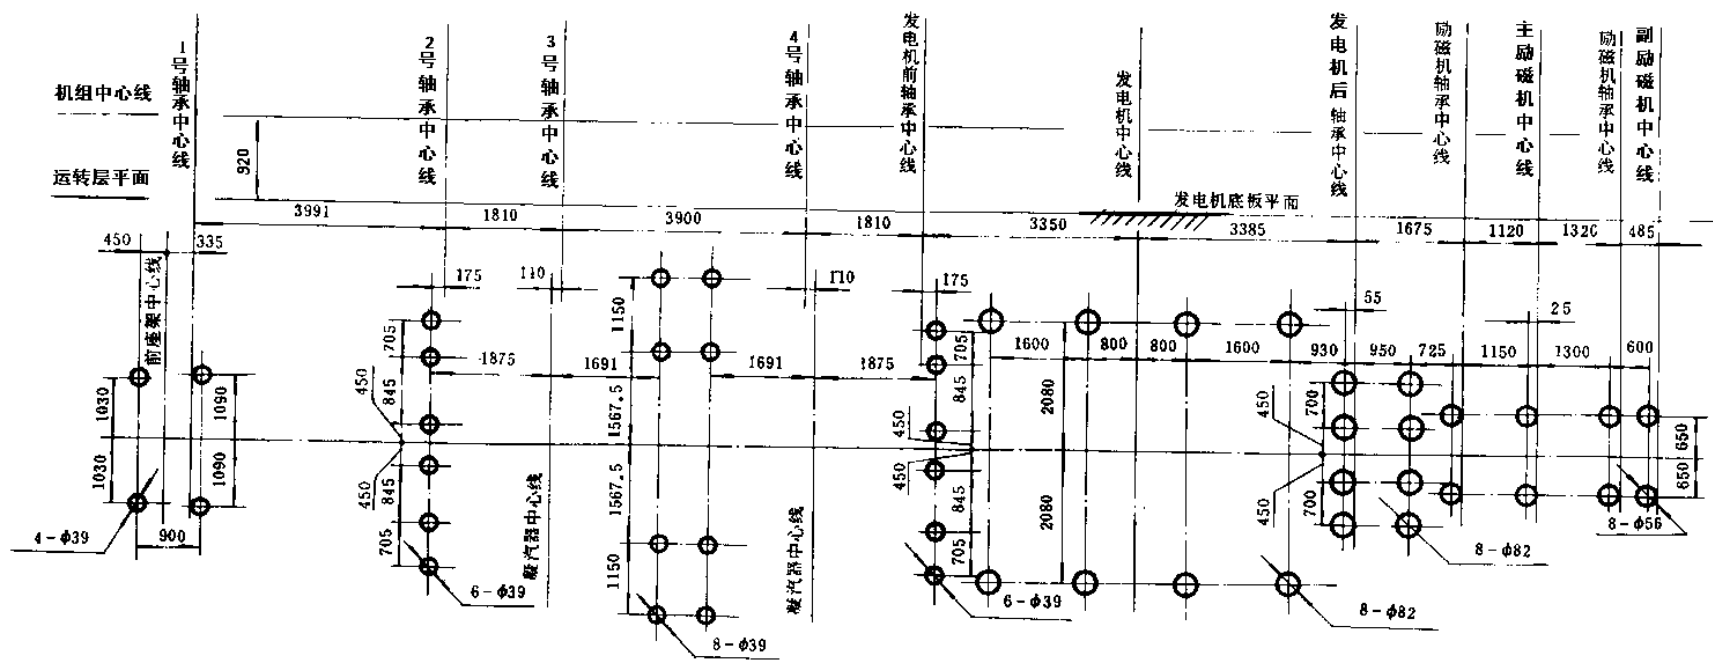 机组中心线
运转层平面
1号轴承中心线
2号轴承中心线
3号轴承中心线
4号轴承中心线
发电机前轴承中心线
发电机中心线
发电机后轴承中心线
励磁机轴承中心线
主励磁机中心线
励磁机轴承中心线
副励磁机中心线
920
发电机底板平面
3991
1810
3900
1810
3350
3385
1675
1120
1320
485
450
335
前座架中心线
175
110
110
175
55
25
1150
705
705
1875
1691
1691
1875
1600
800
800
1600
930
950
725
1150
1300
600
1030
1090
450
845
1567.5
450
845
2080
450
700
650
1030
1090
450
845
1567.5
450
845
2080
450
700
650
4-ϕ39
900
705
凝汽器中心线
1150
凝汽器中心线
705
6-ϕ39
8-ϕ39
6-ϕ39
8-ϕ82
8-ϕ82
8-ϕ56